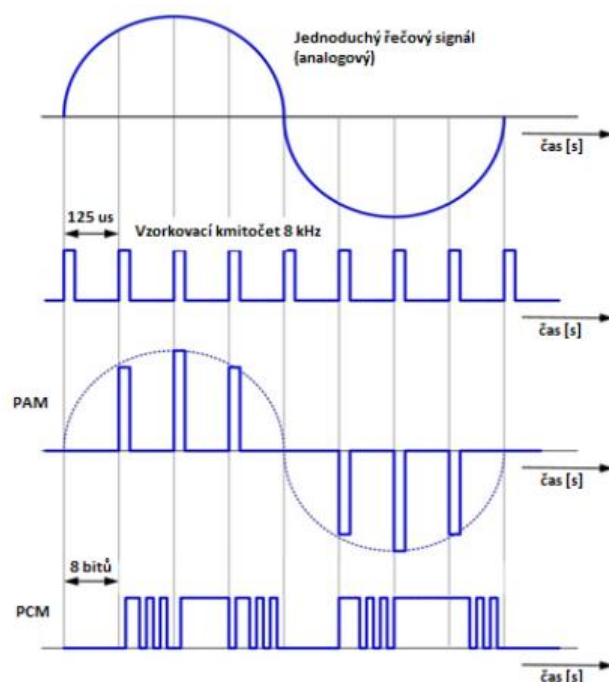 Jednoduchý řečový signál
(analogový)
čas [s]
125 us
Vzorkovací kmitočet 8 kHz
čas [s]
PAM
čas [s]
8 bitů
PCM
čas [s]